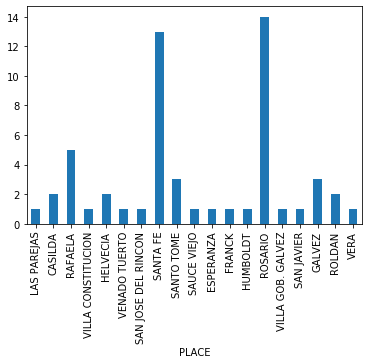 14
12
10
8
6
4
2
0
LAS PAREJAS
CASILDA
RAFAELA
VILLA CONSTITUCION
HELVECIA
VENADO TUERTO
SAN JOSE DEL RINCON
SANTA FE
SANTO TOME
SAUCE VIEJO
ESPERANZA
FRANCK
HUMBOLDT
ROSARIO
VILLA GOB. GALVEZ
SAN JAVIER
GALVEZ
ROLDAN
VERA
PLACE